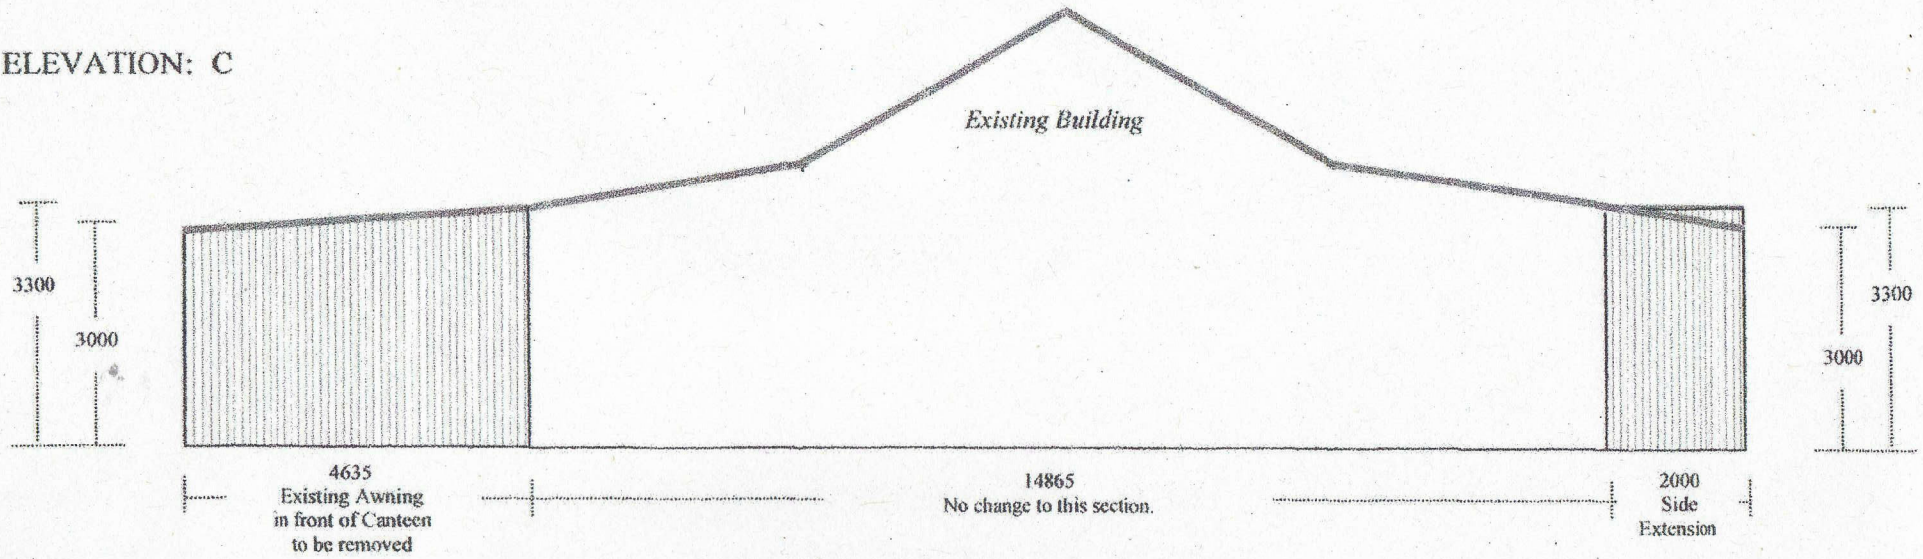 ELEVATION: C
Existing Building
3300
3000
3300
3000
4635
Existing Awning
in front of Canteen
to be removed
14865
No change to this section.
2000
Side
Extension